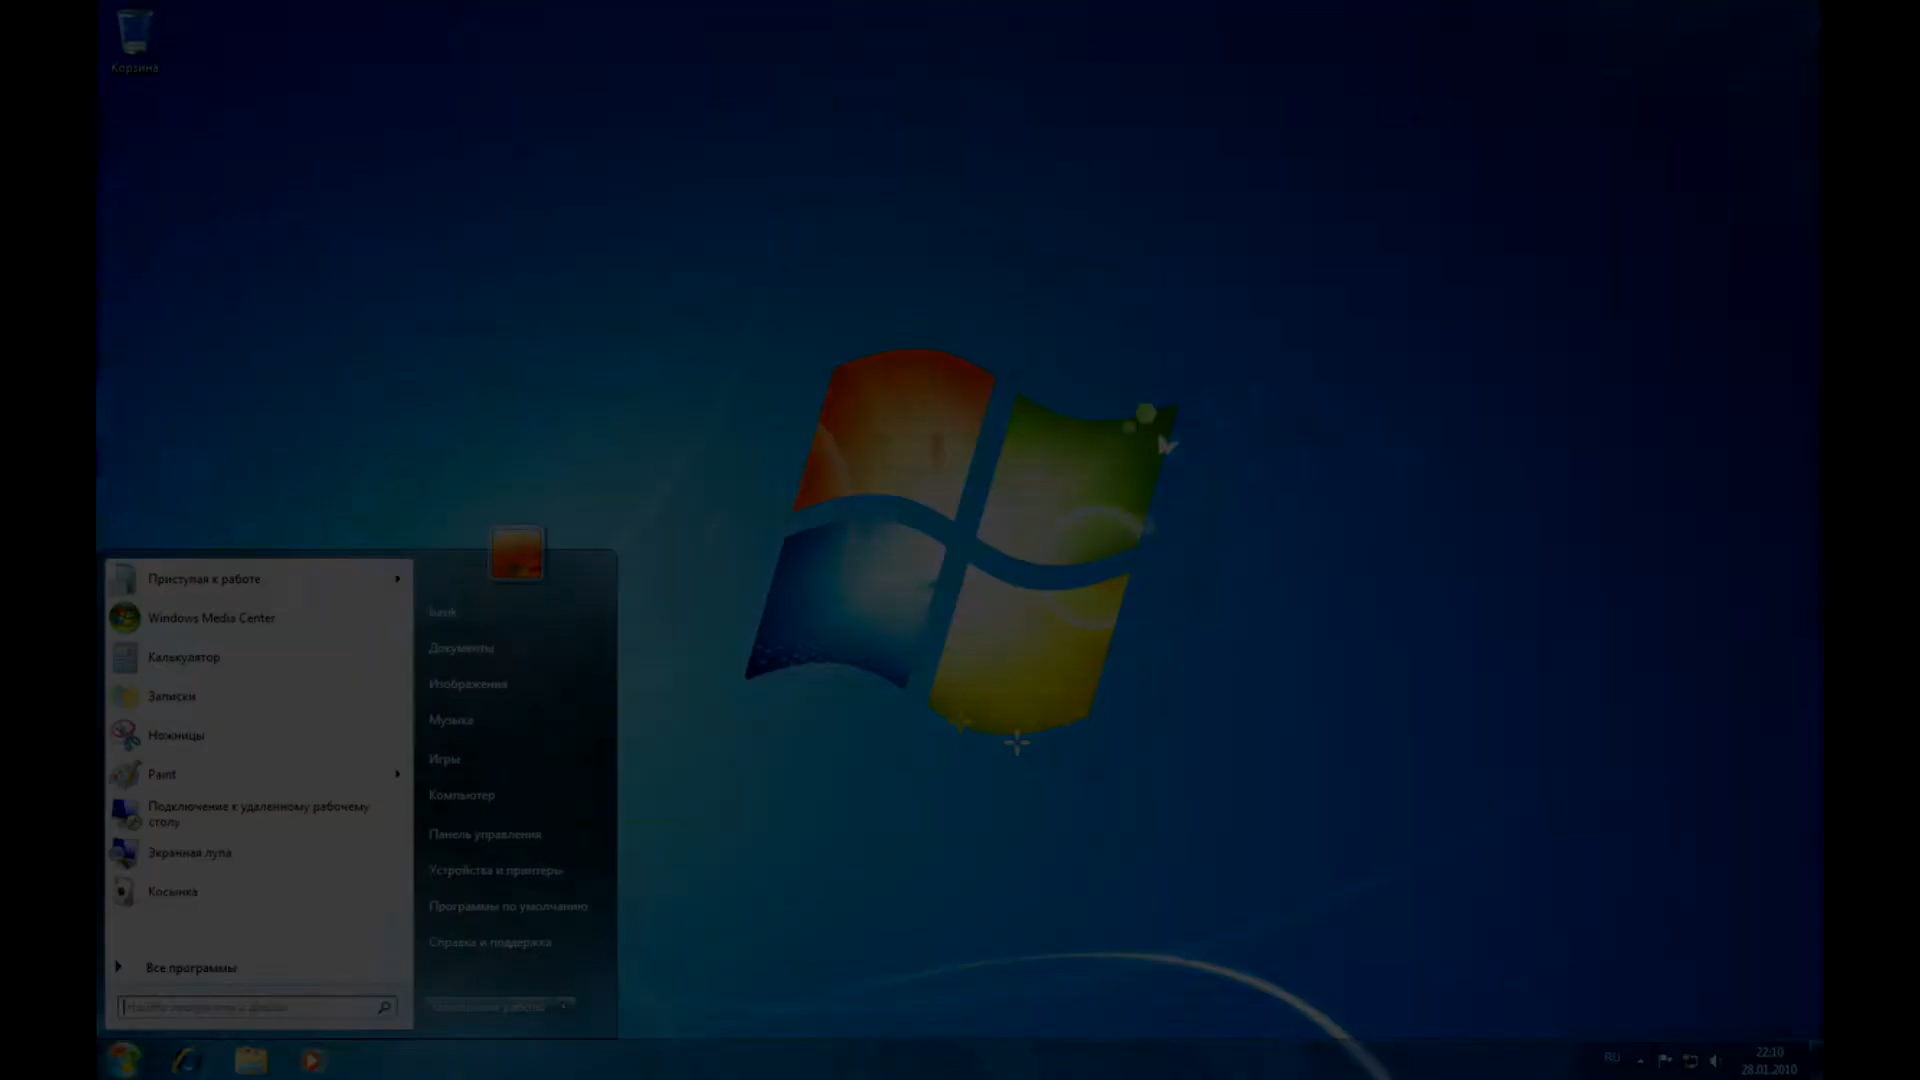 Корзина
Приступая к работе
Windows Media Center
Калькулятор
Записки
Ножницы
Paint
Подключение к удаленному рабочему
столу
Экранная лупа
Косынка
Все программы
Документы
Изображения
Музыка
Игры
Компьютер
Панель управления
Устройства и принтеры
Программы по умолчанию
Справка и поддержка
RU
22:10
28.01.2010